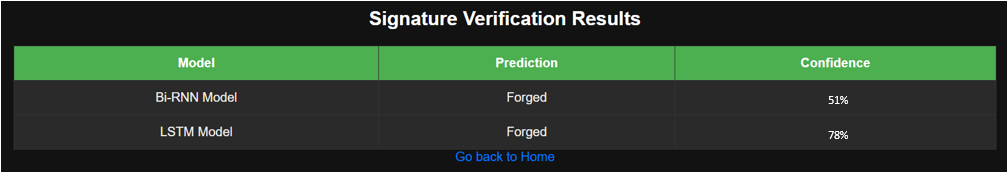 Signature Verification Results
Model Prediction Confidence
Bi-RNN Model Forged 51%
LSTM Model Forged 78%
Go back to Home